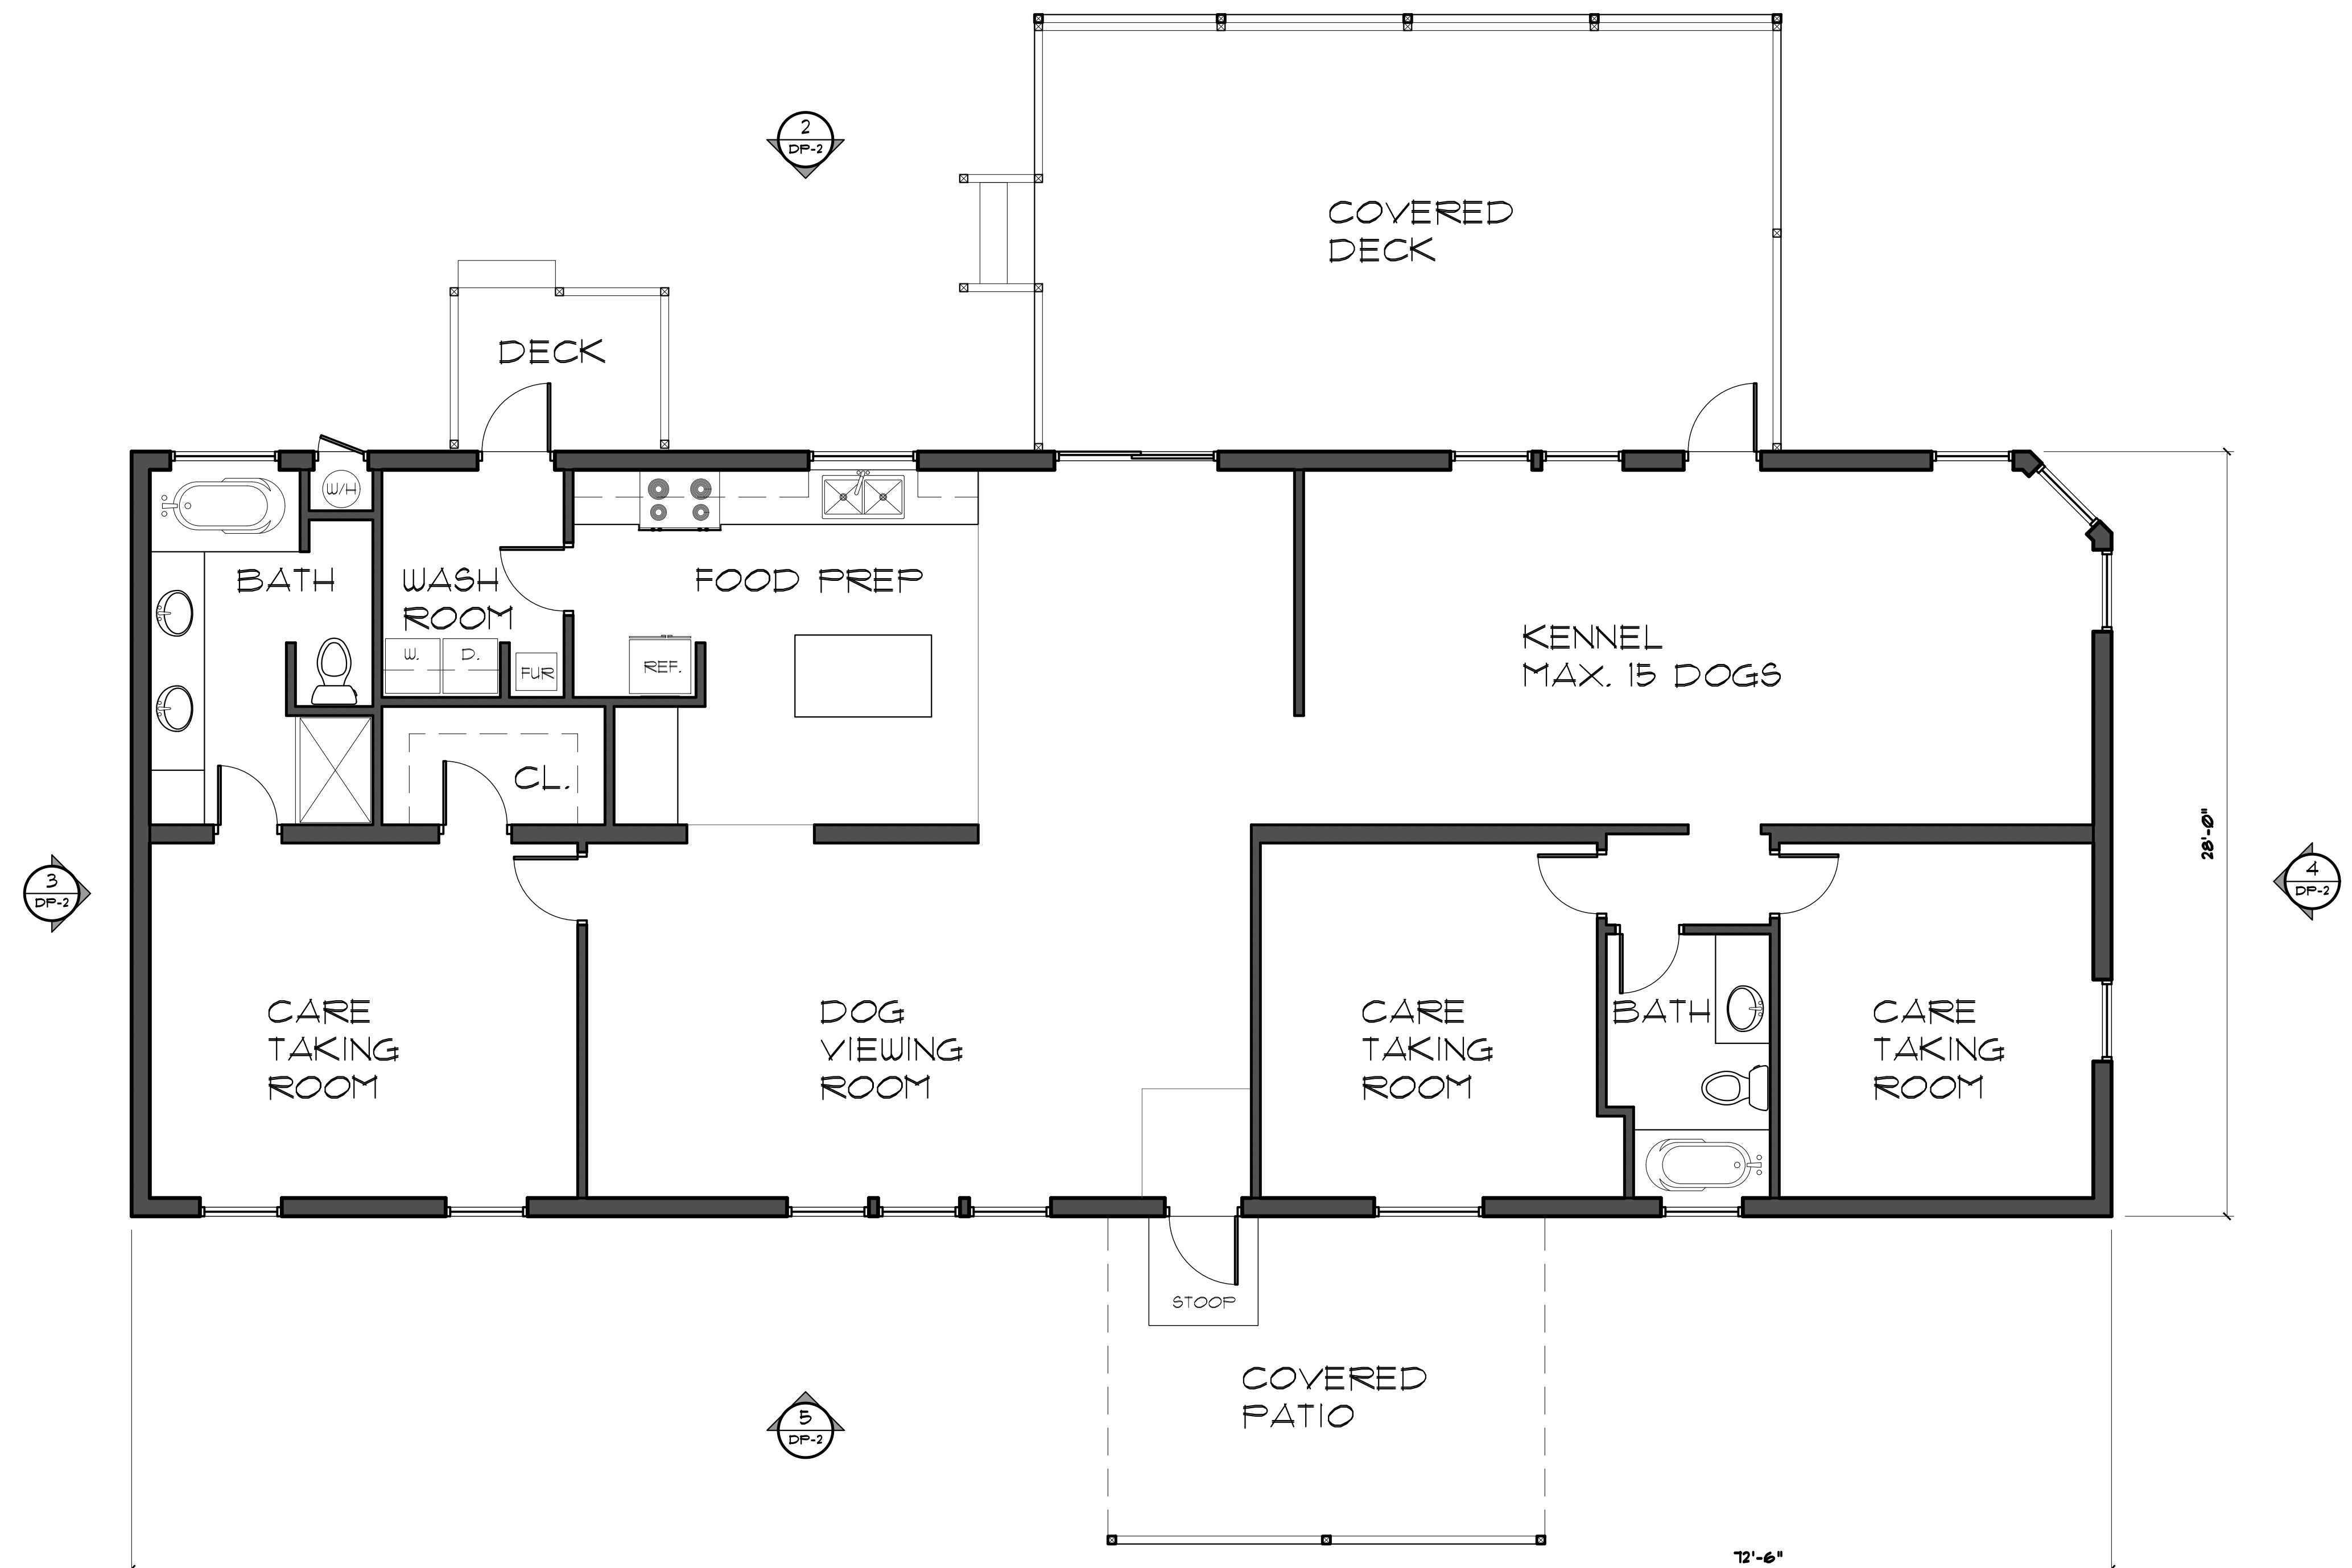 2
DP-2
COVERED
DECK
DECK
W/H
BATH
WASH
ROOM
FOOD PREP
KENNEL
MAX. 15 DOGS
W.
D.
FUR
REF.
CL.
28'-0"
3
DP-2
4
DP-2
CARE
TAKING
ROOM
DOG
VIEWING
ROOM
CARE
TAKING
ROOM
BATH
CARE
TAKING
ROOM
STOOP
COVERED
PATIO
5
DP-2
72'-6"